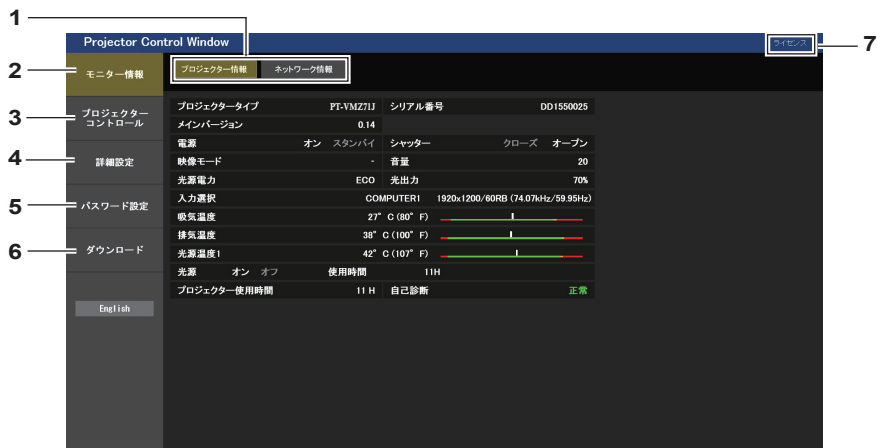 1
Projector Control Window
ライセンス
7
2
モニター情報
プロジェクター情報 ネットワーク情報
3
プロジェクター
コントロール
4
詳細設定
5
パスワード設定
6
ダウンロード
English
プロジェクタータイプ PT-VMZ71J シリアル番号 DD1550025
メインバージョン 0.14
電源 オン スタンバイ シャッター クローズ オープン
映像モード - 音量 20
光源電力 ECO 光出力 70%
入力選択 COMPUTER1 1920x1200/60RB (74.07kHz/59.95Hz)
吸気温度 27° C (80° F)
排気温度 38° C (100° F)
光源温度1 42° C (107° F)
光源 オン オフ 使用時間 11H
プロジェクター使用時間 11 H 自己診断 正常